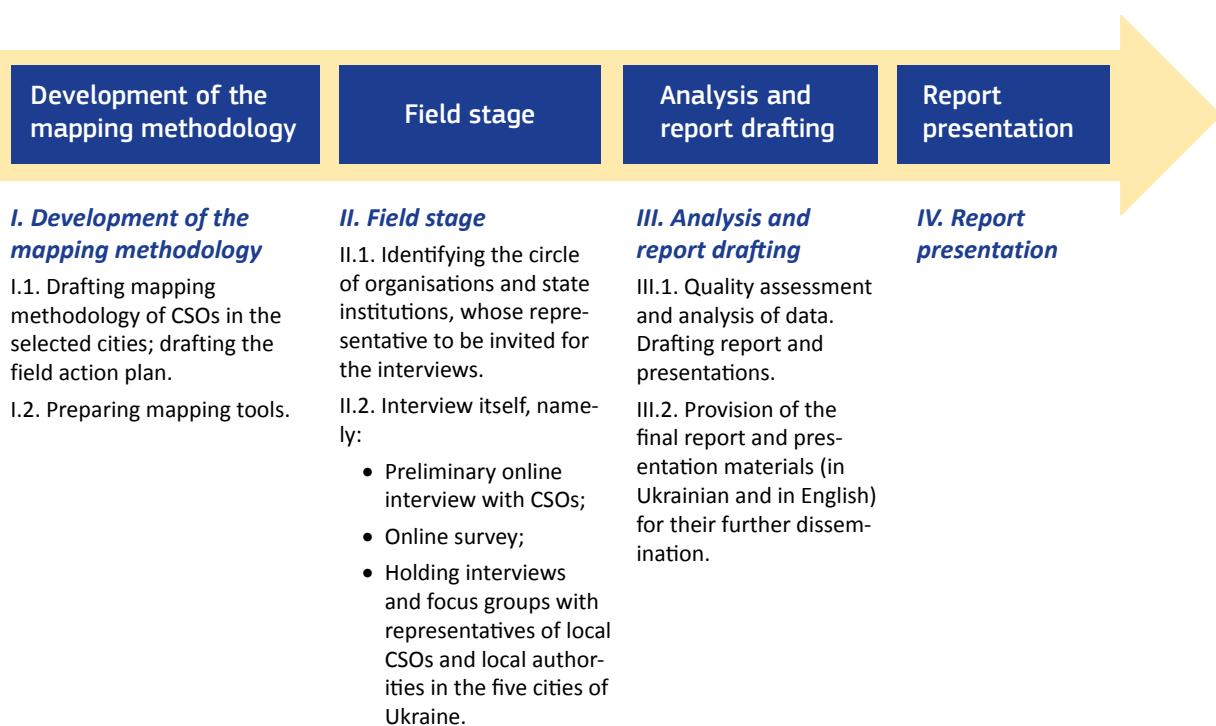 Development of the
mapping methodology
Field stage
Analysis and
report drafting
Report
presentation
I. Development of the
mapping methodology
I.1. Drafting mapping
methodology of CSOs in the
selected cities; drafting the
field action plan.
I.2. Preparing mapping tools.
II. Field stage
II.1. Identifying the circle
of organisations and state
institutions, whose repre-
sentative to be invited for
the interviews.
II.2. Interview itself, name-
ly:
• Preliminary online
interview with CSOs;
• Online survey;
• Holding interviews
and focus groups with
representatives of local
CSOs and local author-
ities in the five cities of
Ukraine.
III. Analysis and
report drafting
III.1. Quality assessment
and analysis of data.
Drafting report and
presentations.
III.2. Provision of the
final report and pres-
entation materials (in
Ukrainian and in English)
for their further dissem-
ination.
IV. Report
presentation